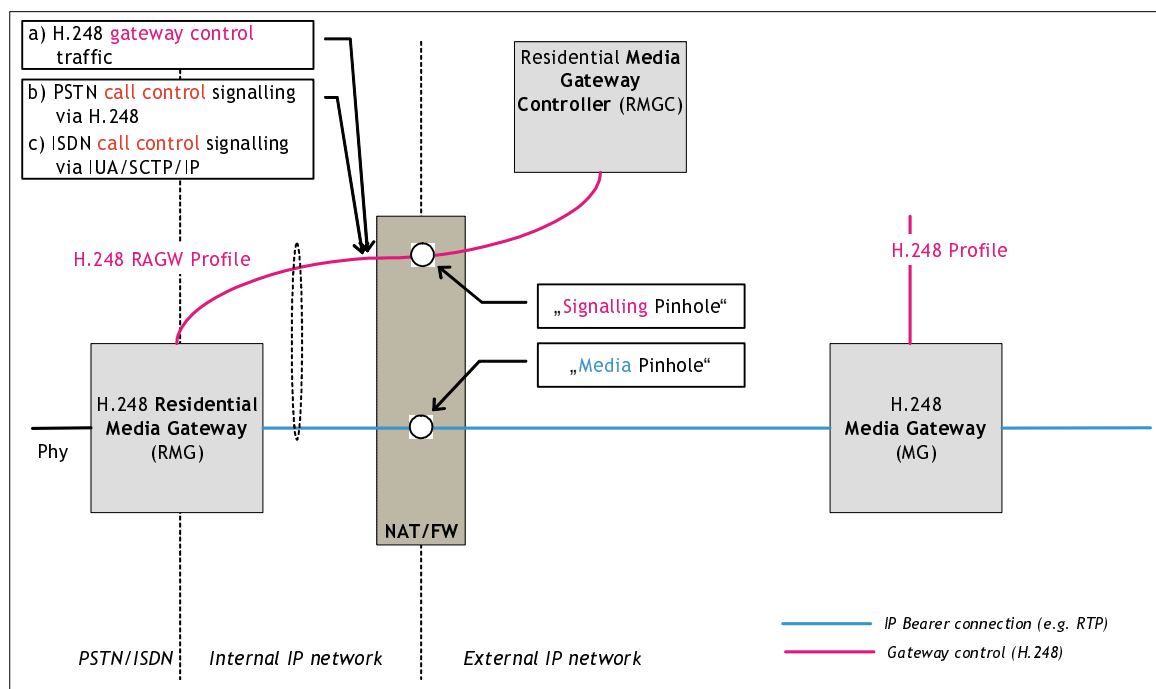 a) H.248 gateway control
traffic
b) PSTN call control signalling
via H.248
c) ISDN call control signalling
via IUA/SCTP/IP
Residential Media
Gateway
Controller (RMGC)
H.248 RAGW Profile
H.248 Profile
„Signalling Pinhole“
„Media Pinhole“
H.248 Residential
Media Gateway
(RMG)
H.248
Media Gateway
(MG)
Phy
NAT/FW
IP Bearer connection (e.g. RTP)
Gateway control (H.248)
PSTN/ISDN
Internal IP network
External IP network